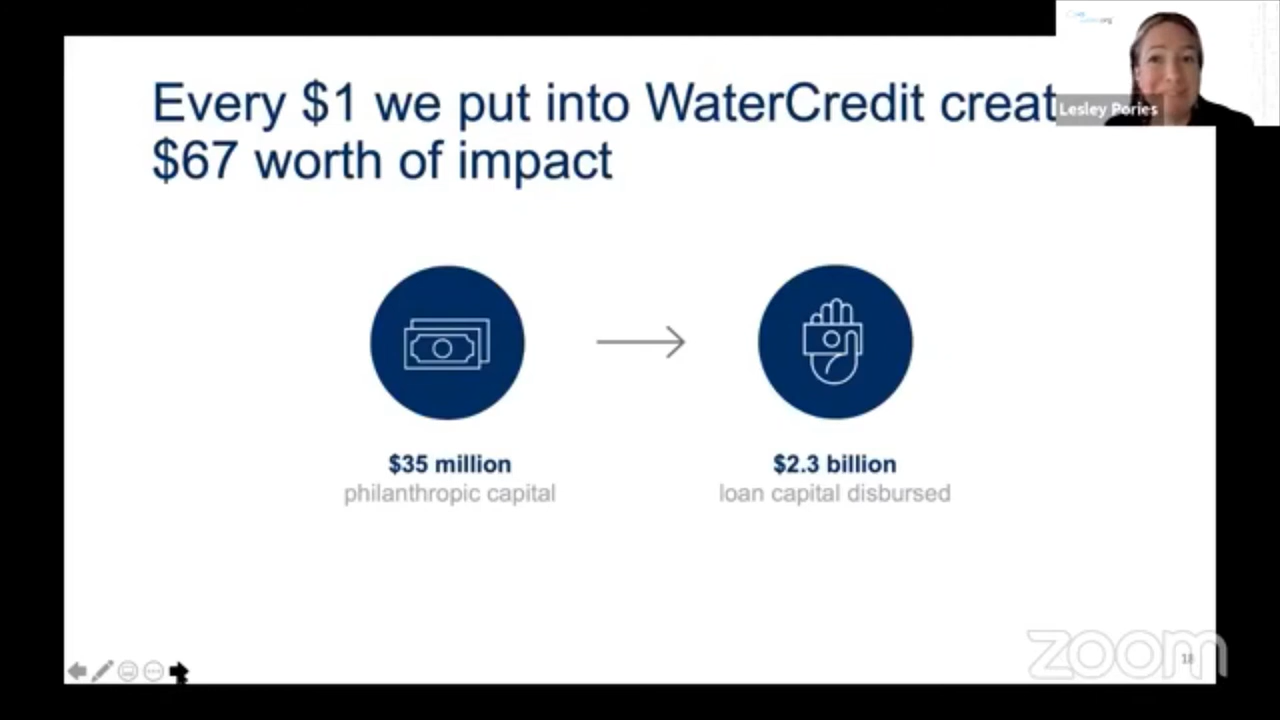 Every $1 we put into WaterCredit creat
$67 worth of impact
Lesley Pories
$35 million
philanthropic capital
$2.3 billion
loan capital disbursed
zoom
18